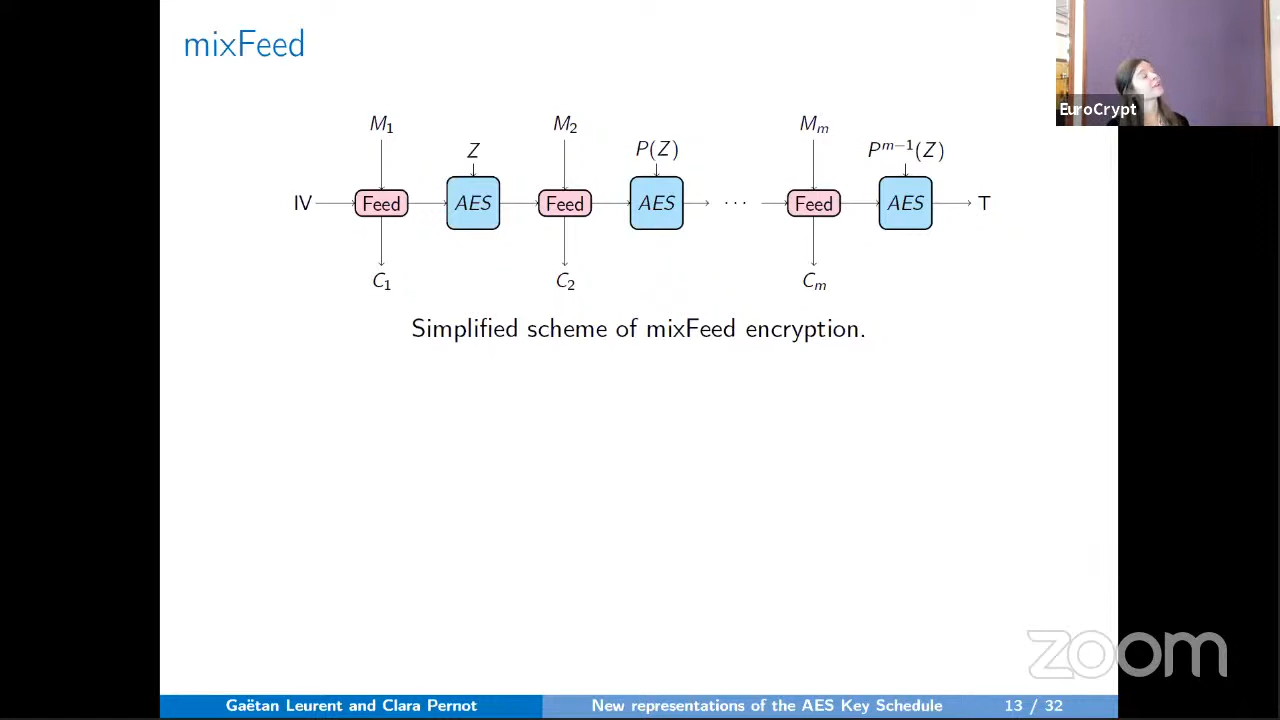 mixFeed
EuroCrypt
M₁ M₂ Mₘ
Z P(Z) Pᵐ⁻¹(Z)
IV Feed AES Feed AES ··· Feed AES T
C₁ C₂ Cₘ
Simplified scheme of mixFeed encryption.
zoom
Gaëtan Leurent and Clara Pernot New representations of the AES Key Schedule 13 / 32